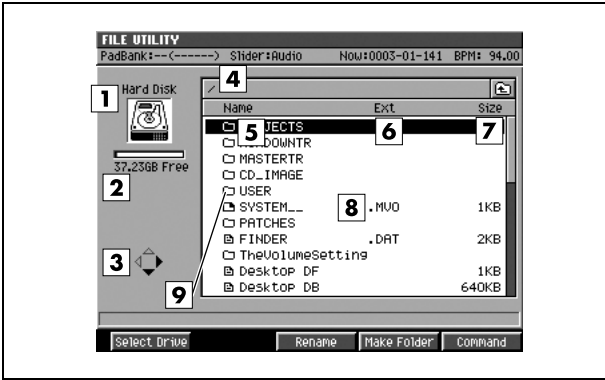 FILE UTILITY
PadBank:--(------) Slider:Audio Now:0003-01-141 BPM: 94.00
1 Hard Disk
4 /
Name Ext Size
5 JECTS 6 7
DOWNTR
MASTERTR
CD_IMAGE
37.23GB Free
2
USER
SYSTEM__ 8 .MVO 1KB
PATCHES
FINDER .DAT 2KB
3
TheVolumeSetting
9
Desktop DF 1KB
Desktop DB 640KB
Select Drive Rename Make Folder Command